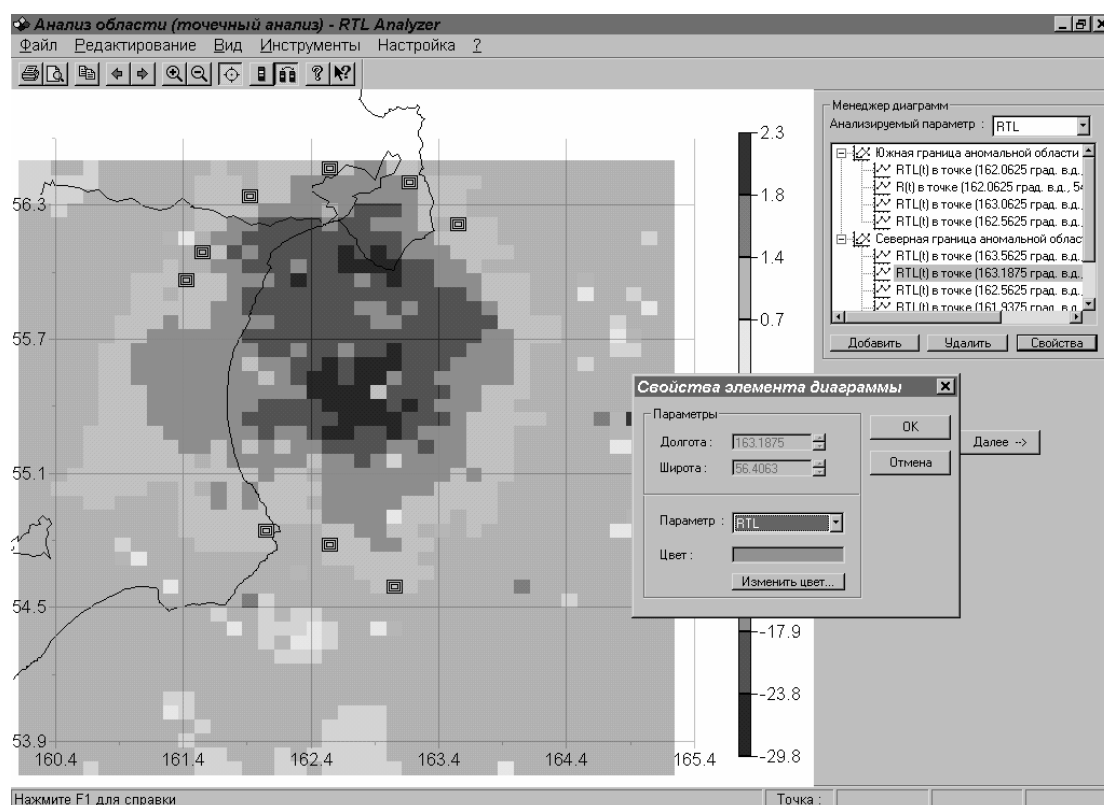 Анализ области (точечный анализ) - RTL Analyzer
Файл Редактирование Вид Инструменты Настройка ?
Менеджер диаграмм
Анализируемый параметр : RTL
Южная граница аномальной области
RTL(t) в точке (162.0625 град. в.д.,
R(t) в точке (162.0625 град. в.д., 54
RTL(t) в точке (163.0625 град. в.д.,
RTL(t) в точке (162.5625 град. в.д.,
Северная граница аномальной облас
RTL(t) в точке (163.5625 град. в.д.,
RTL(t) в точке (163.1875 град. в.д.,
RTL(t) в точке (162.5625 град. в.д.,
RTL(t) в точке (161.9375 град. в.д.,
Добавить Удалить Свойства
2.3
1.8
1.4
0.7
-17.9
-23.8
-29.8
56.3
55.7
55.1
54.5
53.9
160.4 161.4 162.4 163.4 164.4 165.4
Свойства элемента диаграммы
Параметры
Долгота : 163.1875
Широта : 56.4063
Параметр : RTL
Цвет :
Изменить цвет...
OK
Отмена
Далее -->
Нажмите F1 для справки
Точка :